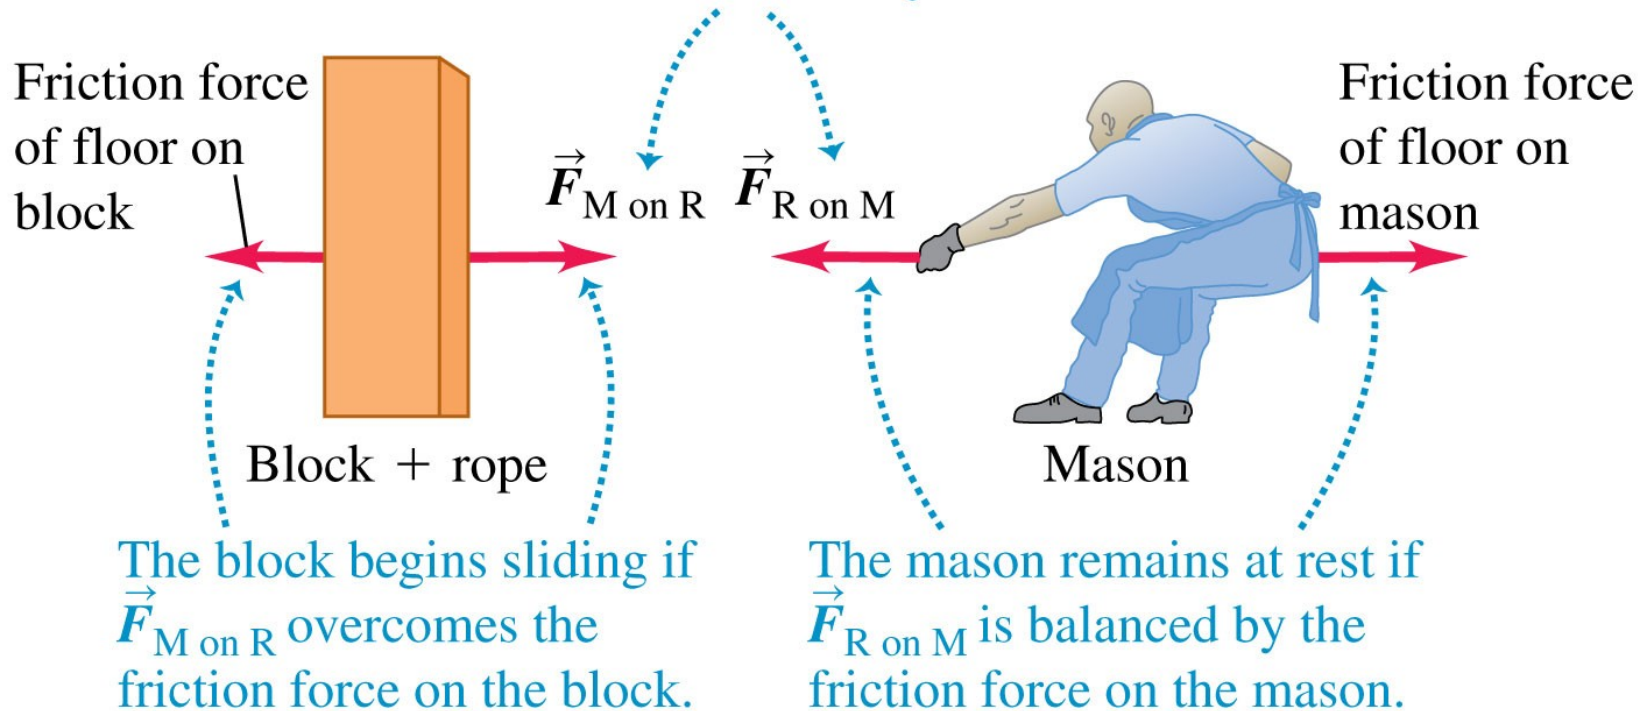 Friction force
of floor on
block
F⃗ M on R
F⃗ R on M
Friction force
of floor on
mason
Block + rope
Mason
The block begins sliding if
F⃗ M on R overcomes the
friction force on the block.
The mason remains at rest if
F⃗ R on M is balanced by the
friction force on the mason.